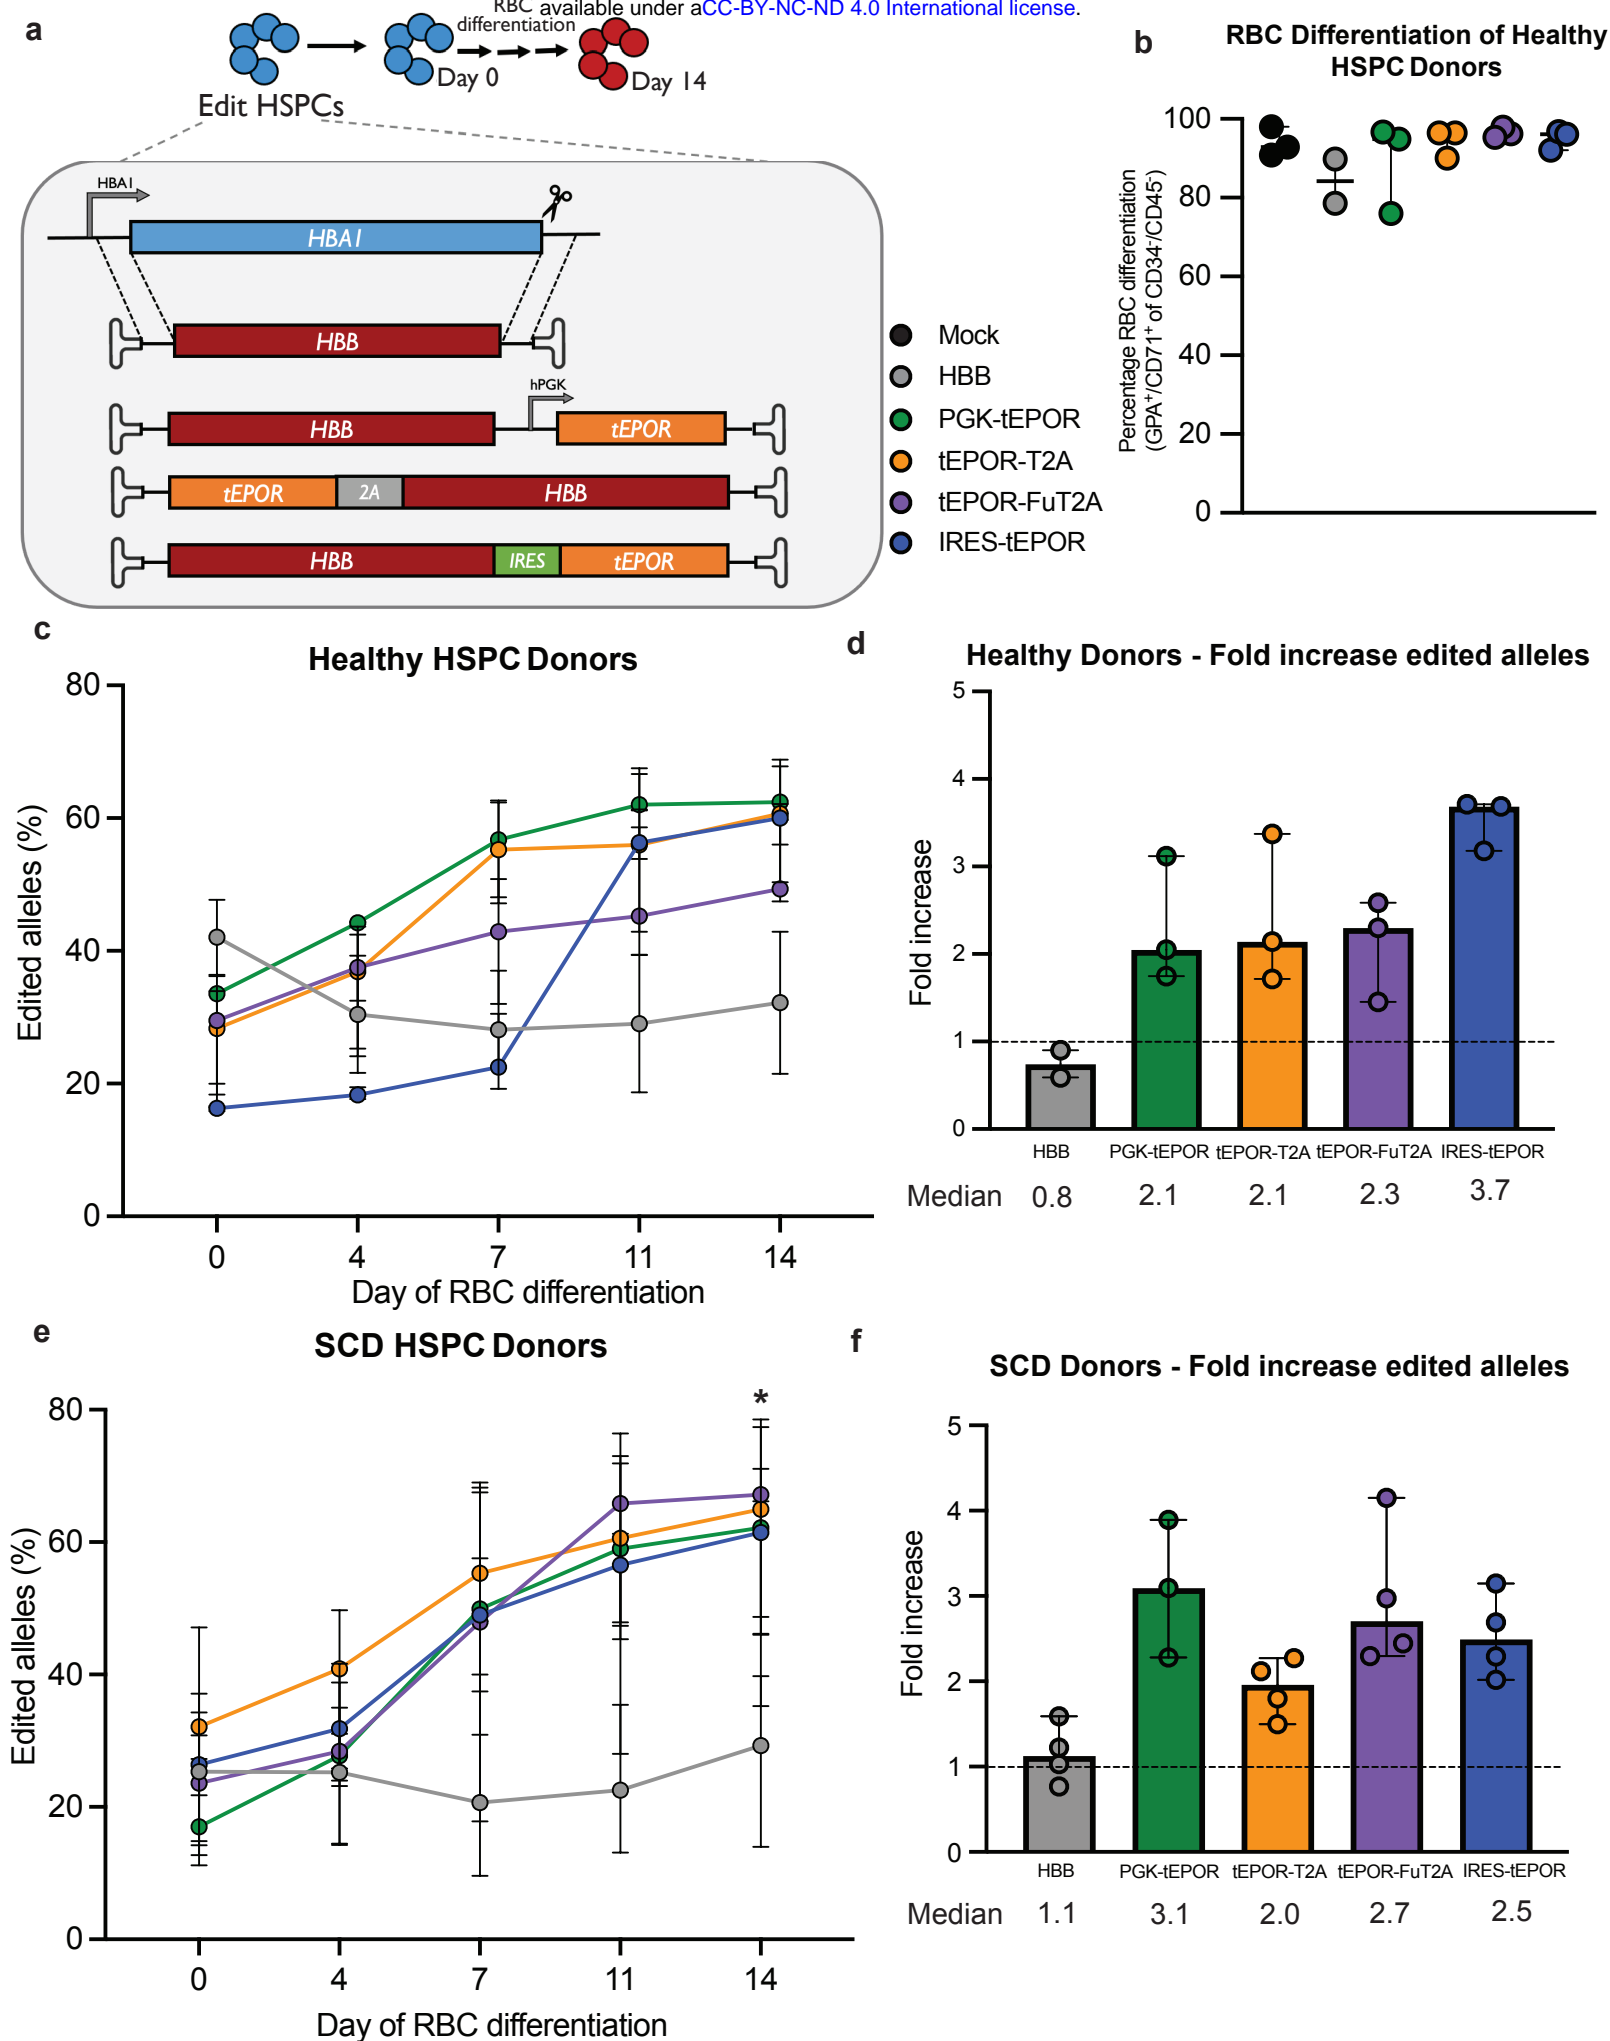 available under aCC-BY-NC-ND 4.0 International license.
a
RBC
differentiation
Day 0
Day 14
Edit HSPCs
HBA1
HBA1
HBB
hPGK
HBB
tEPOR
tEPOR
2A
HBB
HBB
IRES
tEPOR
Mock
HBB
PGK-tEPOR
tEPOR-T2A
tEPOR-FuT2A
IRES-tEPOR
b
RBC Differentiation of Healthy
HSPC Donors
Percentage RBC differentiation
(GPA⁺/CD71⁺ of CD34⁻/CD45⁻)
100
80
60
40
20
0
c
Healthy HSPC Donors
Edited alleles (%)
80
60
40
20
0
0 4 7 11 14
Day of RBC differentiation
d
Healthy Donors - Fold increase edited alleles
Fold increase
5
4
3
2
1
0
HBB PGK-tEPOR tEPOR-T2A tEPOR-FuT2A IRES-tEPOR
Median 0.8 2.1 2.1 2.3 3.7
e
SCD HSPC Donors
*
Edited alleles (%)
80
60
40
20
0
0 4 7 11 14
Day of RBC differentiation
f
SCD Donors - Fold increase edited alleles
Fold increase
5
4
3
2
1
0
HBB PGK-tEPOR tEPOR-T2A tEPOR-FuT2A IRES-tEPOR
Median 1.1 3.1 2.0 2.7 2.5